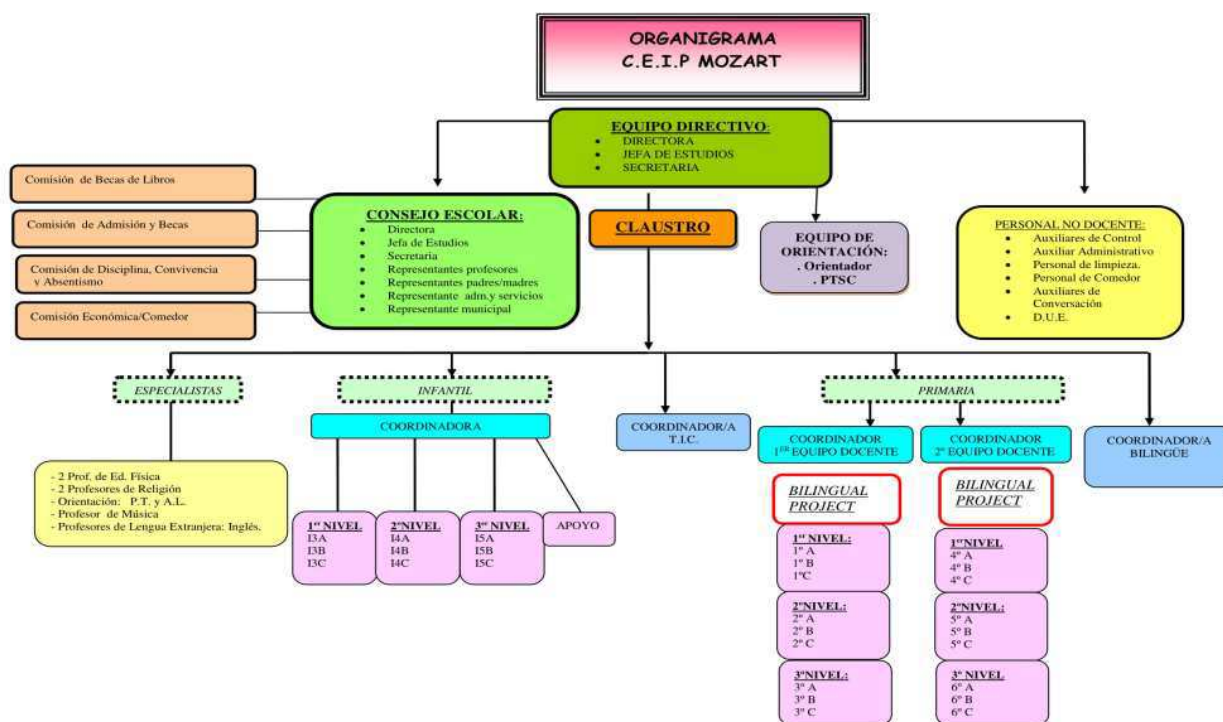 ORGANIGRAMA
C.E.I.P MOZART
EQUIPO DIRECTIVO:
• DIRECTORA
• JEFA DE ESTUDIOS
• SECRETARIA
Comisión de Becas de Libros
Comisión de Admisión y Becas
Comisión de Disciplina, Convivencia
y Absentismo
Comisión Económica/Comedor
CONSEJO ESCOLAR:
• Directora
• Jefa de Estudios
• Secretaria
• Representantes profesores
• Representantes padres/madres
• Representante adm.y servicios
• Representante municipal
CLAUSTRO
EQUIPO DE
ORIENTACIÓN:
. Orientador
. PTSC
PERSONAL NO DOCENTE:
• Auxiliares de Control
• Auxiliar Administrativo
• Personal de limpieza.
• Personal de Comedor
• Auxiliares de
Conversación
• D.U.E.
ESPECIALISTAS
- 2 Prof. de Ed. Física
- 2 Profesores de Religión
- Orientación: P.T. y A.L.
- Profesor de Música
- Profesores de Lengua Extranjera: Inglés.
INFANTIL
COORDINADORA
1er NIVEL
I3A
I3B
I3C
2ºNIVEL
I4A
I4B
I4C
3er NIVEL
I5A
I5B
I5C
APOYO
COORDINADOR/A
T.I.C.
PRIMARIA
COORDINADOR
1ER EQUIPO DOCENTE
BILINGUAL
PROJECT
1er NIVEL:
1º A
1º B
1ºC
2ºNIVEL:
2º A
2º B
2º C
3ºNIVEL:
3º A
3º B
3º C
COORDINADOR
2º EQUIPO DOCENTE
BILINGUAL
PROJECT
1erNIVEL
4º A
4º B
4º C
2ºNIVEL:
5º A
5º B
5º C
3º NIVEL
6º A
6º B
6º C
COORDINADOR/A
BILINGÜE